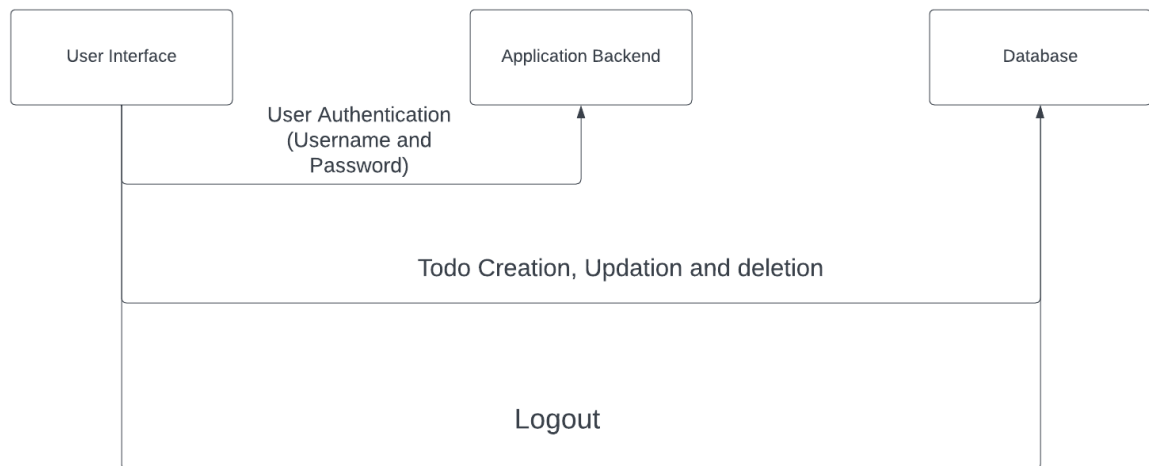 User Interface
Application Backend
Database
User Authentication
(Username and
Password)
Todo Creation, Updation and deletion
Logout